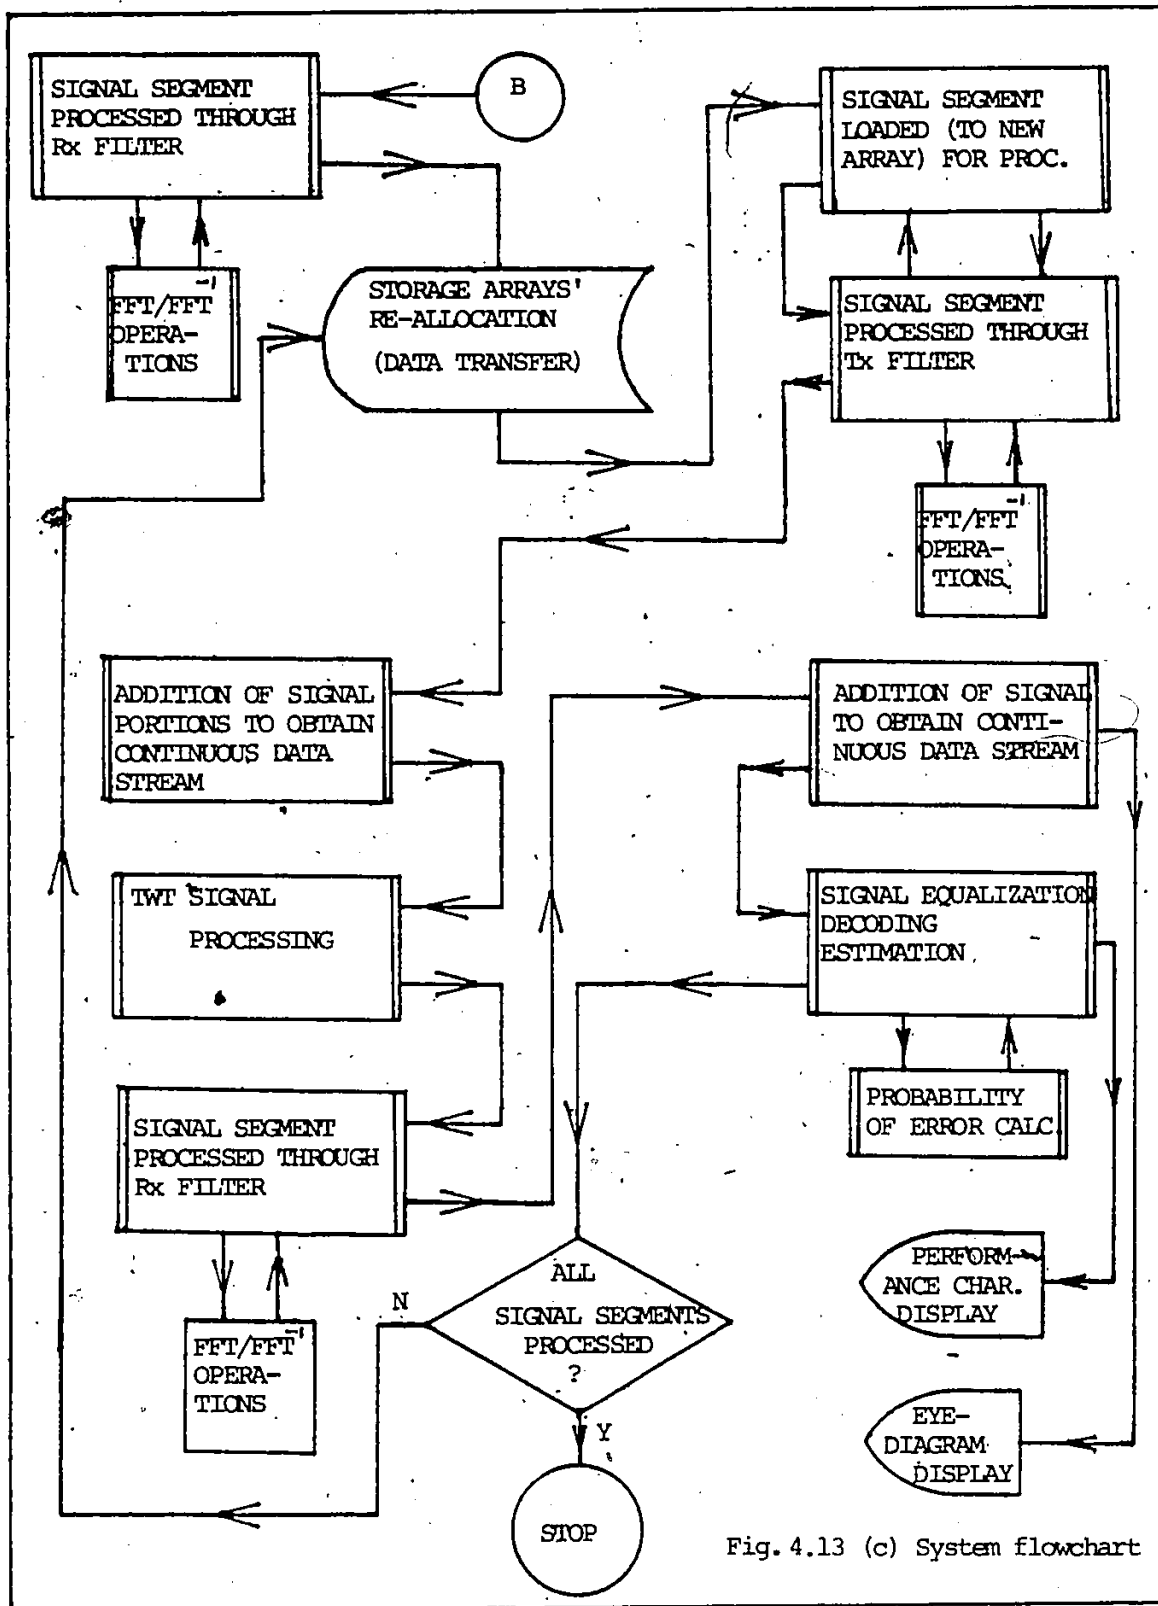 SIGNAL SEGMENT
PROCESSED THROUGH
Rx FILTER
B
SIGNAL SEGMENT
LOADED (TO NEW
ARRAY) FOR PROC.
FFT/FFT⁻¹
OPERA-
TIONS
STORAGE ARRAYS'
RE-ALLOCATION
(DATA TRANSFER)
SIGNAL SEGMENT
PROCESSED THROUGH
Tx FILTER
FFT/FFT⁻¹
OPERA-
TIONS
ADDITION OF SIGNAL
PORTIONS TO OBTAIN
CONTINUOUS DATA
STREAM
ADDITION OF SIGNAL
TO OBTAIN CONTI-
NUOUS DATA STREAM
TWT SIGNAL
PROCESSING
SIGNAL EQUALIZATION
DECODING
ESTIMATION
PROBABILITY
OF ERROR CALC.
SIGNAL SEGMENT
PROCESSED THROUGH
Rx FILTER
FFT/FFT⁻¹
OPERA-
TIONS
N
ALL
SIGNAL SEGMENTS
PROCESSED
?
Y
STOP
PERFORM-
ANCE CHAR.
DISPLAY
EYE-
DIAGRAM
DISPLAY
Fig. 4.13 (c) System flowchart